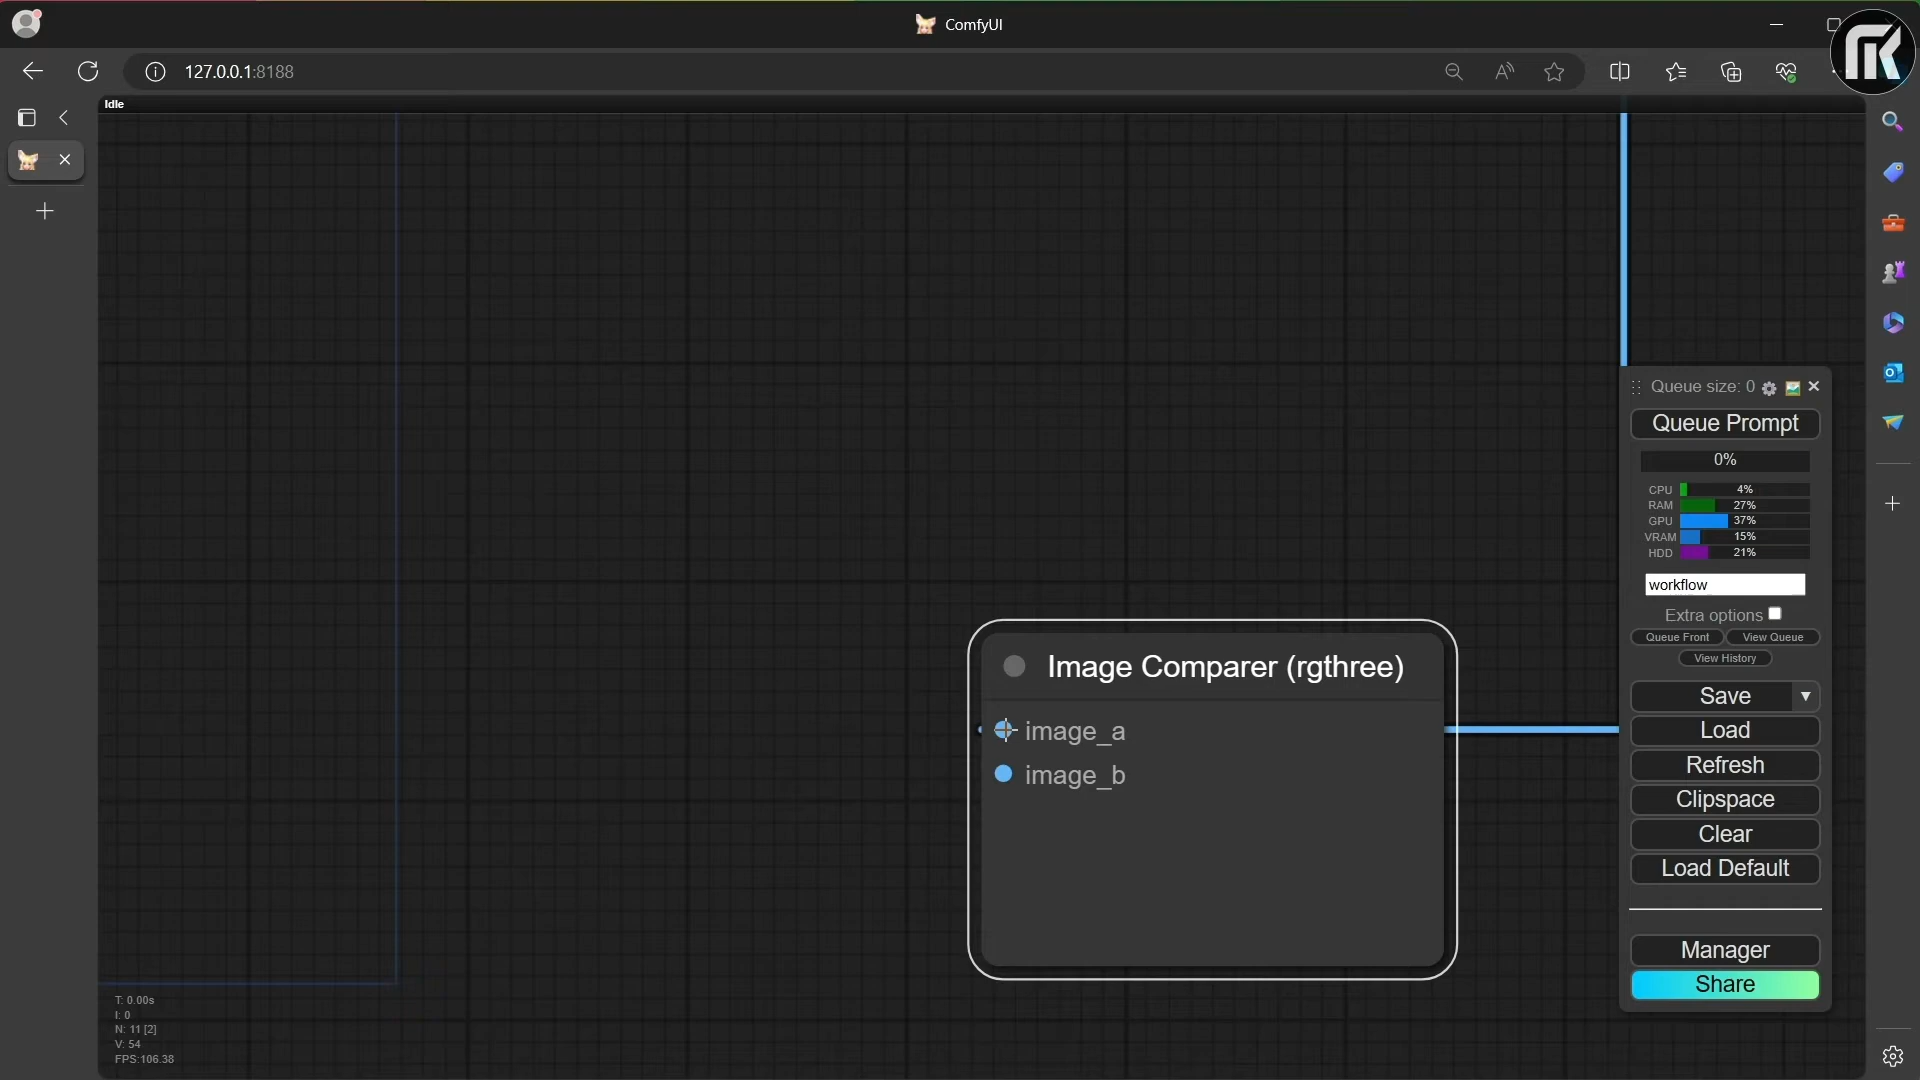 ComfyUI
127.0.0.1:8188
Idle
Queue size: 0
Queue Prompt
0%
CPU 4%
RAM 27%
GPU 37%
VRAM 15%
HDD 21%
workflow
Extra options
Queue Front View Queue
View History
Image Comparer (rgthree)
image_a
image_b
Save ▼
Load
Refresh
Clipspace
Clear
Load Default
Manager
Share
T: 0.00s
I: 0
N: 11 [2]
V: 54
FPS:106.38